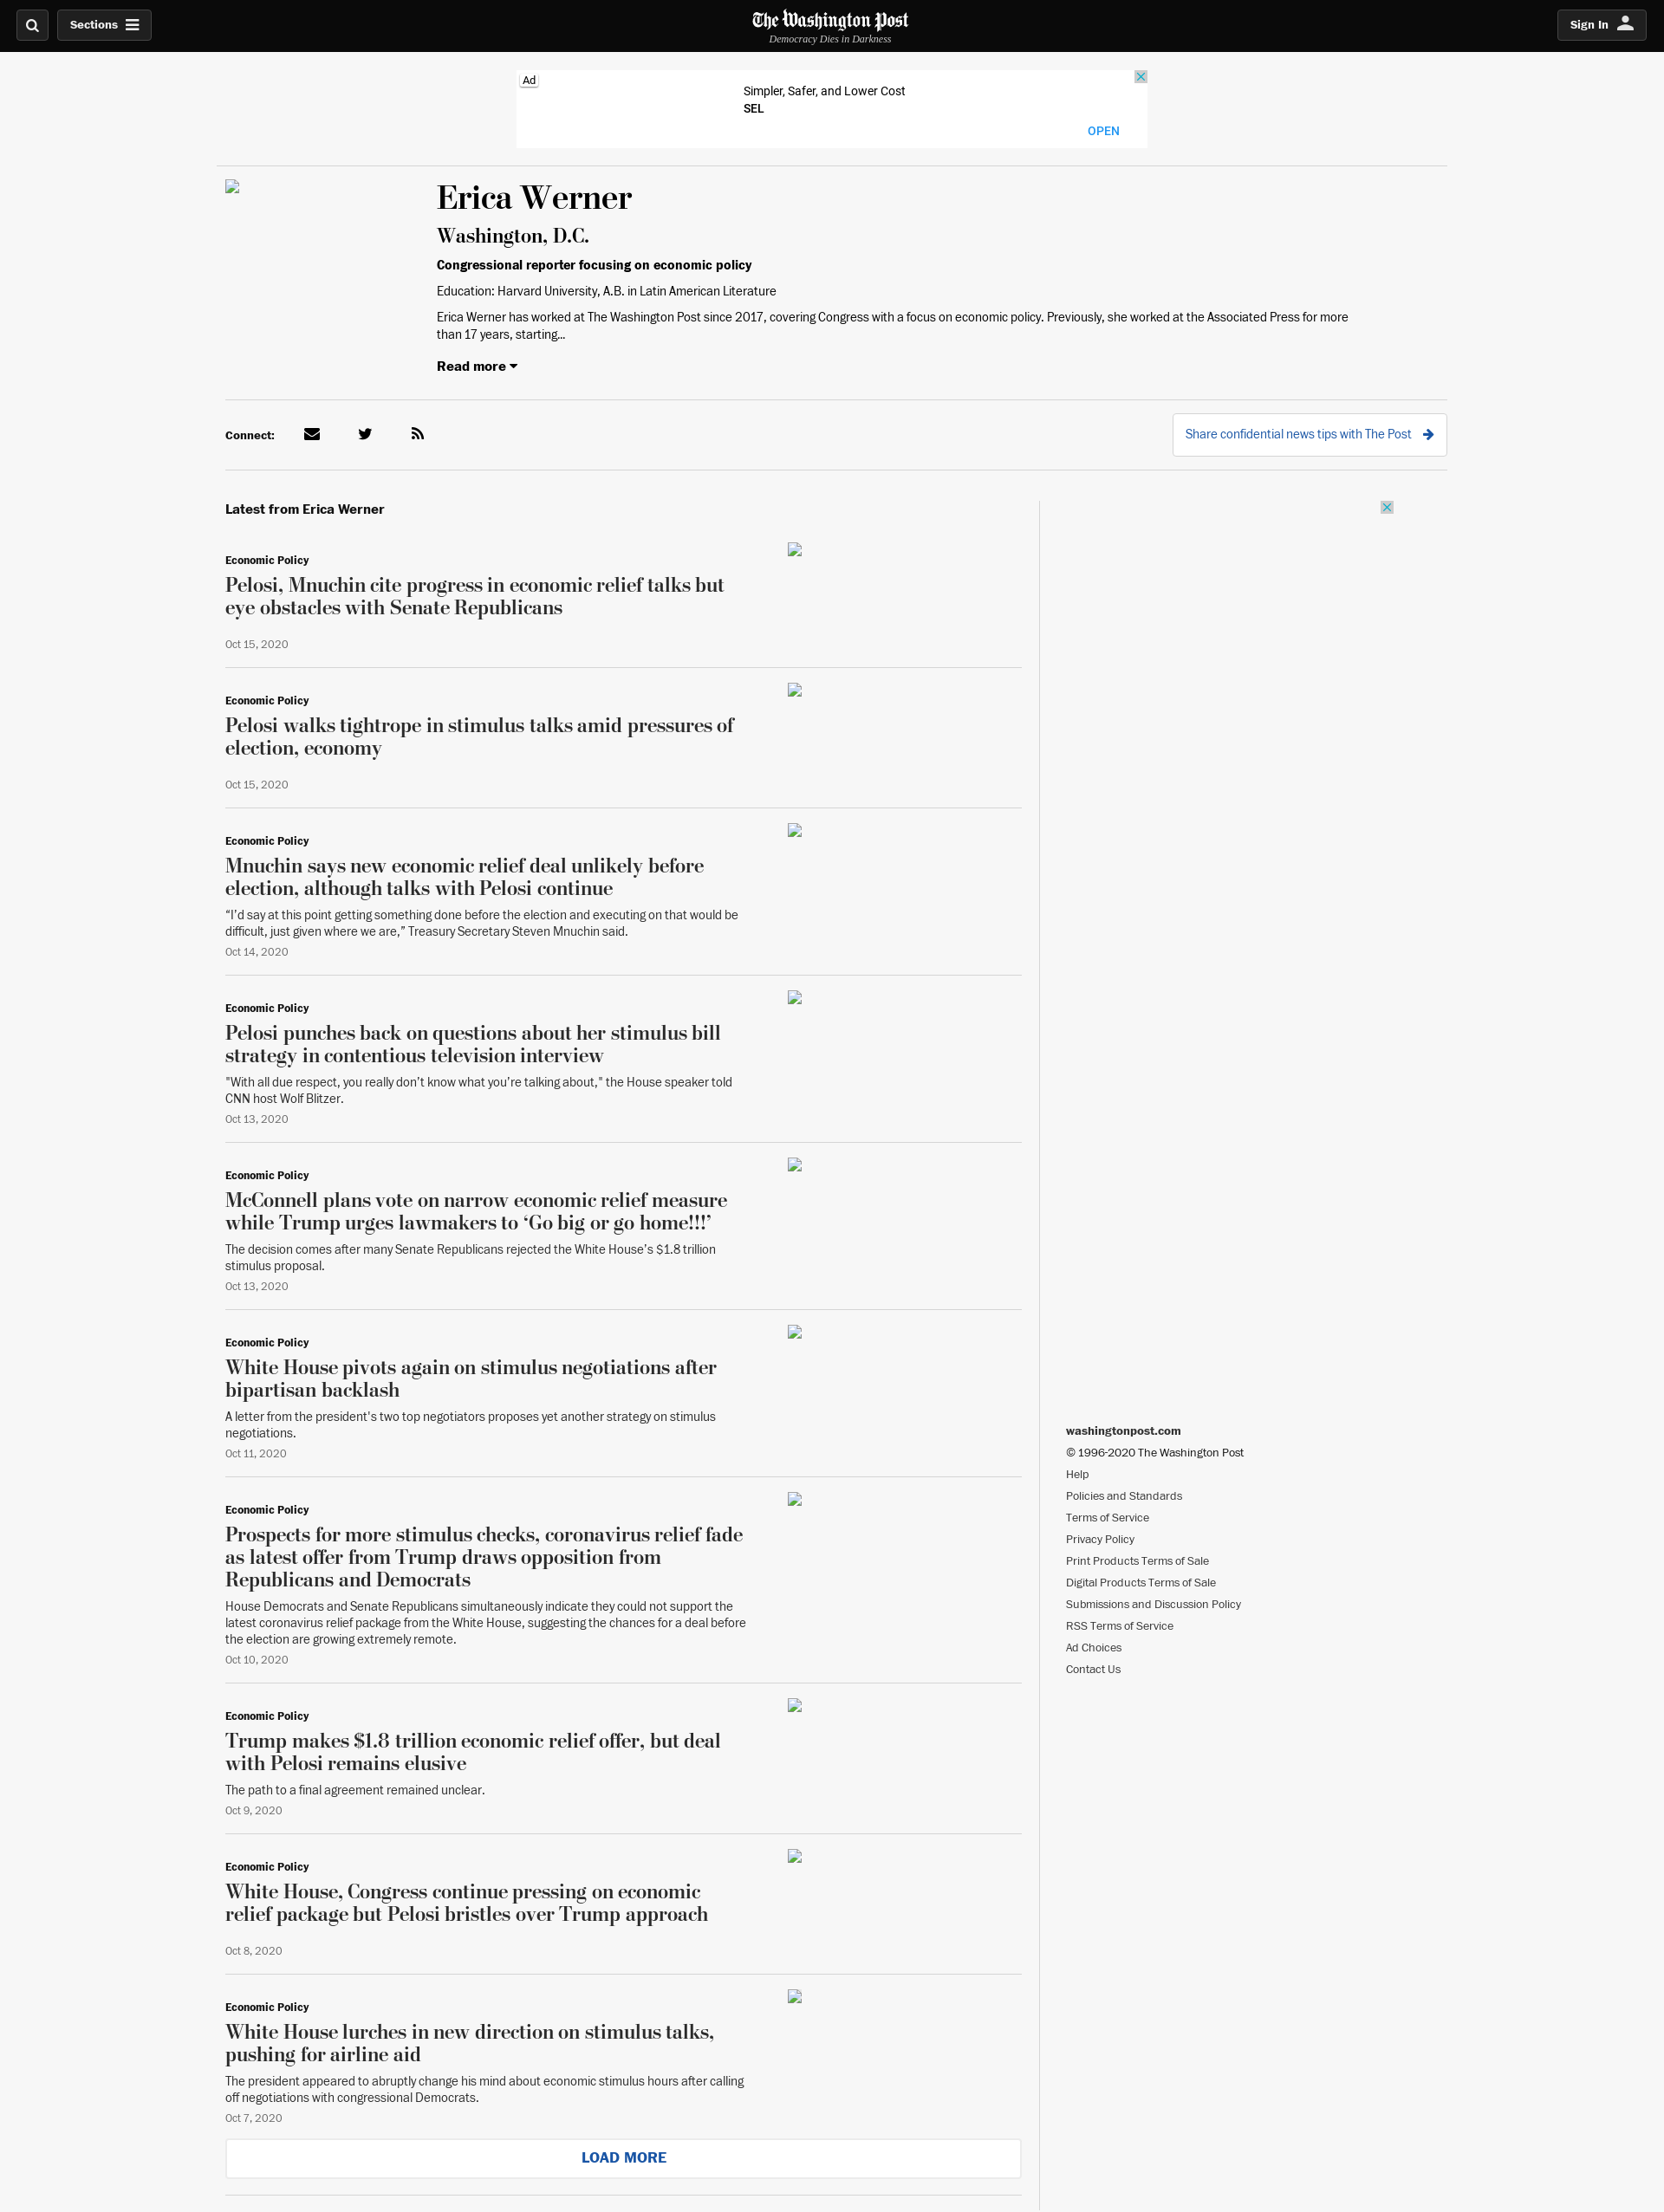 Sections
The Washington Post
Democracy Dies in Darkness
Sign In
Ad
Simpler, Safer, and Lower Cost
SEL
OPEN
Erica Werner
Washington, D.C.
Congressional reporter focusing on economic policy
Education: Harvard University, A.B. in Latin American Literature
Erica Werner has worked at The Washington Post since 2017, covering Congress with a focus on economic policy. Previously, she worked at the Associated Press for more
than 17 years, starting...
Read more
Connect:
Share confidential news tips with The Post
Latest from Erica Werner
Economic Policy
Pelosi, Mnuchin cite progress in economic relief talks but
eye obstacles with Senate Republicans
Oct 15, 2020
Economic Policy
Pelosi walks tightrope in stimulus talks amid pressures of
election, economy
Oct 15, 2020
Economic Policy
Mnuchin says new economic relief deal unlikely before
election, although talks with Pelosi continue
“I’d say at this point getting something done before the election and executing on that would be
difficult, just given where we are,” Treasury Secretary Steven Mnuchin said.
Oct 14, 2020
Economic Policy
Pelosi punches back on questions about her stimulus bill
strategy in contentious television interview
"With all due respect, you really don’t know what you’re talking about," the House speaker told
CNN host Wolf Blitzer.
Oct 13, 2020
Economic Policy
McConnell plans vote on narrow economic relief measure
while Trump urges lawmakers to ‘Go big or go home!!!’
The decision comes after many Senate Republicans rejected the White House’s $1.8 trillion
stimulus proposal.
Oct 13, 2020
Economic Policy
White House pivots again on stimulus negotiations after
bipartisan backlash
A letter from the president's two top negotiators proposes yet another strategy on stimulus
negotiations.
Oct 11, 2020
Economic Policy
Prospects for more stimulus checks, coronavirus relief fade
as latest offer from Trump draws opposition from
Republicans and Democrats
House Democrats and Senate Republicans simultaneously indicate they could not support the
latest coronavirus relief package from the White House, suggesting the chances for a deal before
the election are growing extremely remote.
Oct 10, 2020
Economic Policy
Trump makes $1.8 trillion economic relief offer, but deal
with Pelosi remains elusive
The path to a final agreement remained unclear.
Oct 9, 2020
Economic Policy
White House, Congress continue pressing on economic
relief package but Pelosi bristles over Trump approach
Oct 8, 2020
Economic Policy
White House lurches in new direction on stimulus talks,
pushing for airline aid
The president appeared to abruptly change his mind about economic stimulus hours after calling
off negotiations with congressional Democrats.
Oct 7, 2020
LOAD MORE
washingtonpost.com
© 1996-2020 The Washington Post
Help
Policies and Standards
Terms of Service
Privacy Policy
Print Products Terms of Sale
Digital Products Terms of Sale
Submissions and Discussion Policy
RSS Terms of Service
Ad Choices
Contact Us